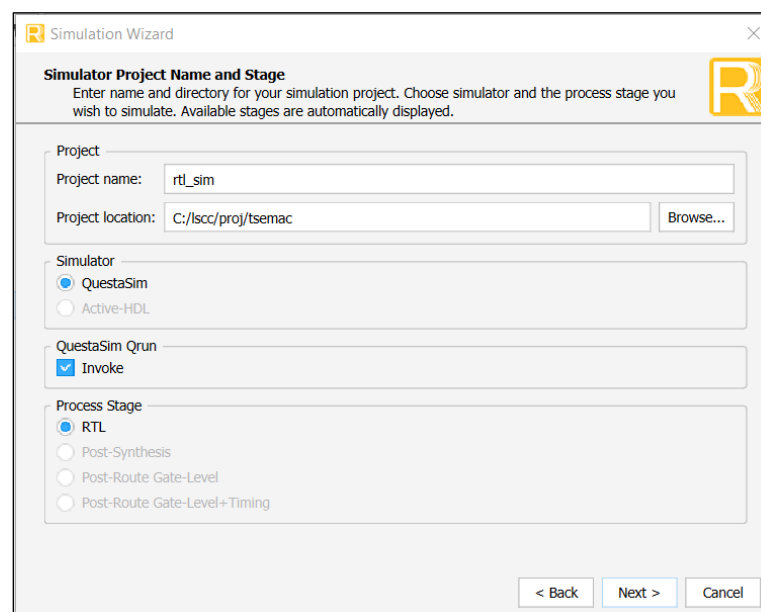 Simulation Wizard
Simulator Project Name and Stage
Enter name and directory for your simulation project. Choose simulator and the process stage you
wish to simulate. Available stages are automatically displayed.
Project
Project name: rtl_sim
Project location: C:/lscc/proj/tsemac Browse...
Simulator
QuestaSim
Active-HDL
QuestaSim Qrun
Invoke
Process Stage
RTL
Post-Synthesis
Post-Route Gate-Level
Post-Route Gate-Level+Timing
< Back Next > Cancel